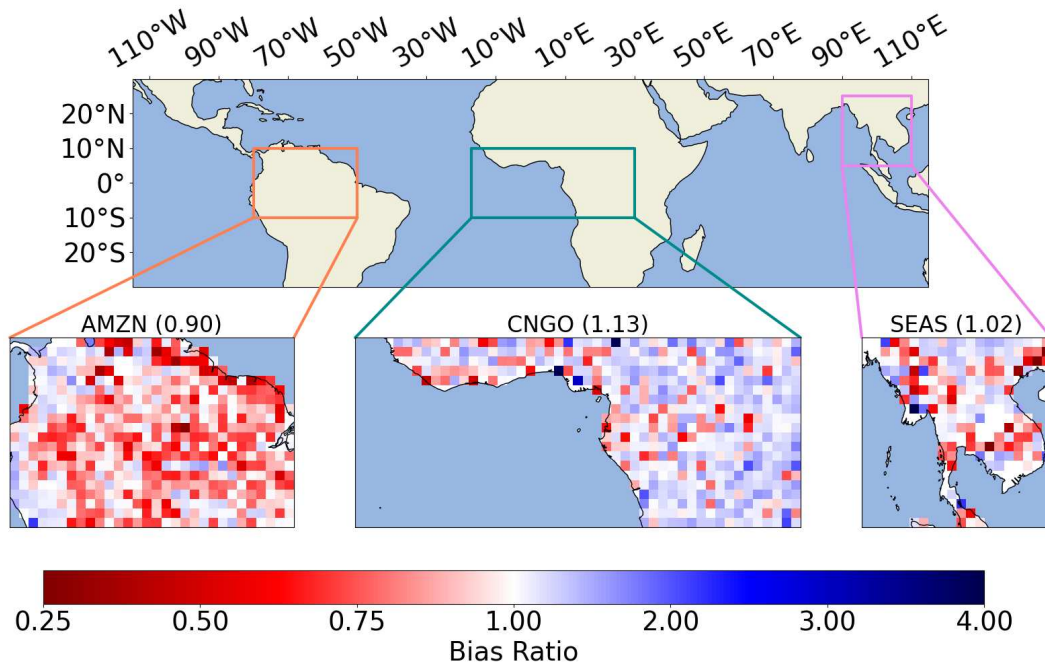 110°W 90°W 70°W 50°W 30°W 10°W 10°E 30°E 50°E 70°E 90°E 110°E
20°N
10°N
0°
10°S
20°S
AMZN (0.90) CNGO (1.13) SEAS (1.02)
0.25 0.50 0.75 1.00 2.00 3.00 4.00
Bias Ratio